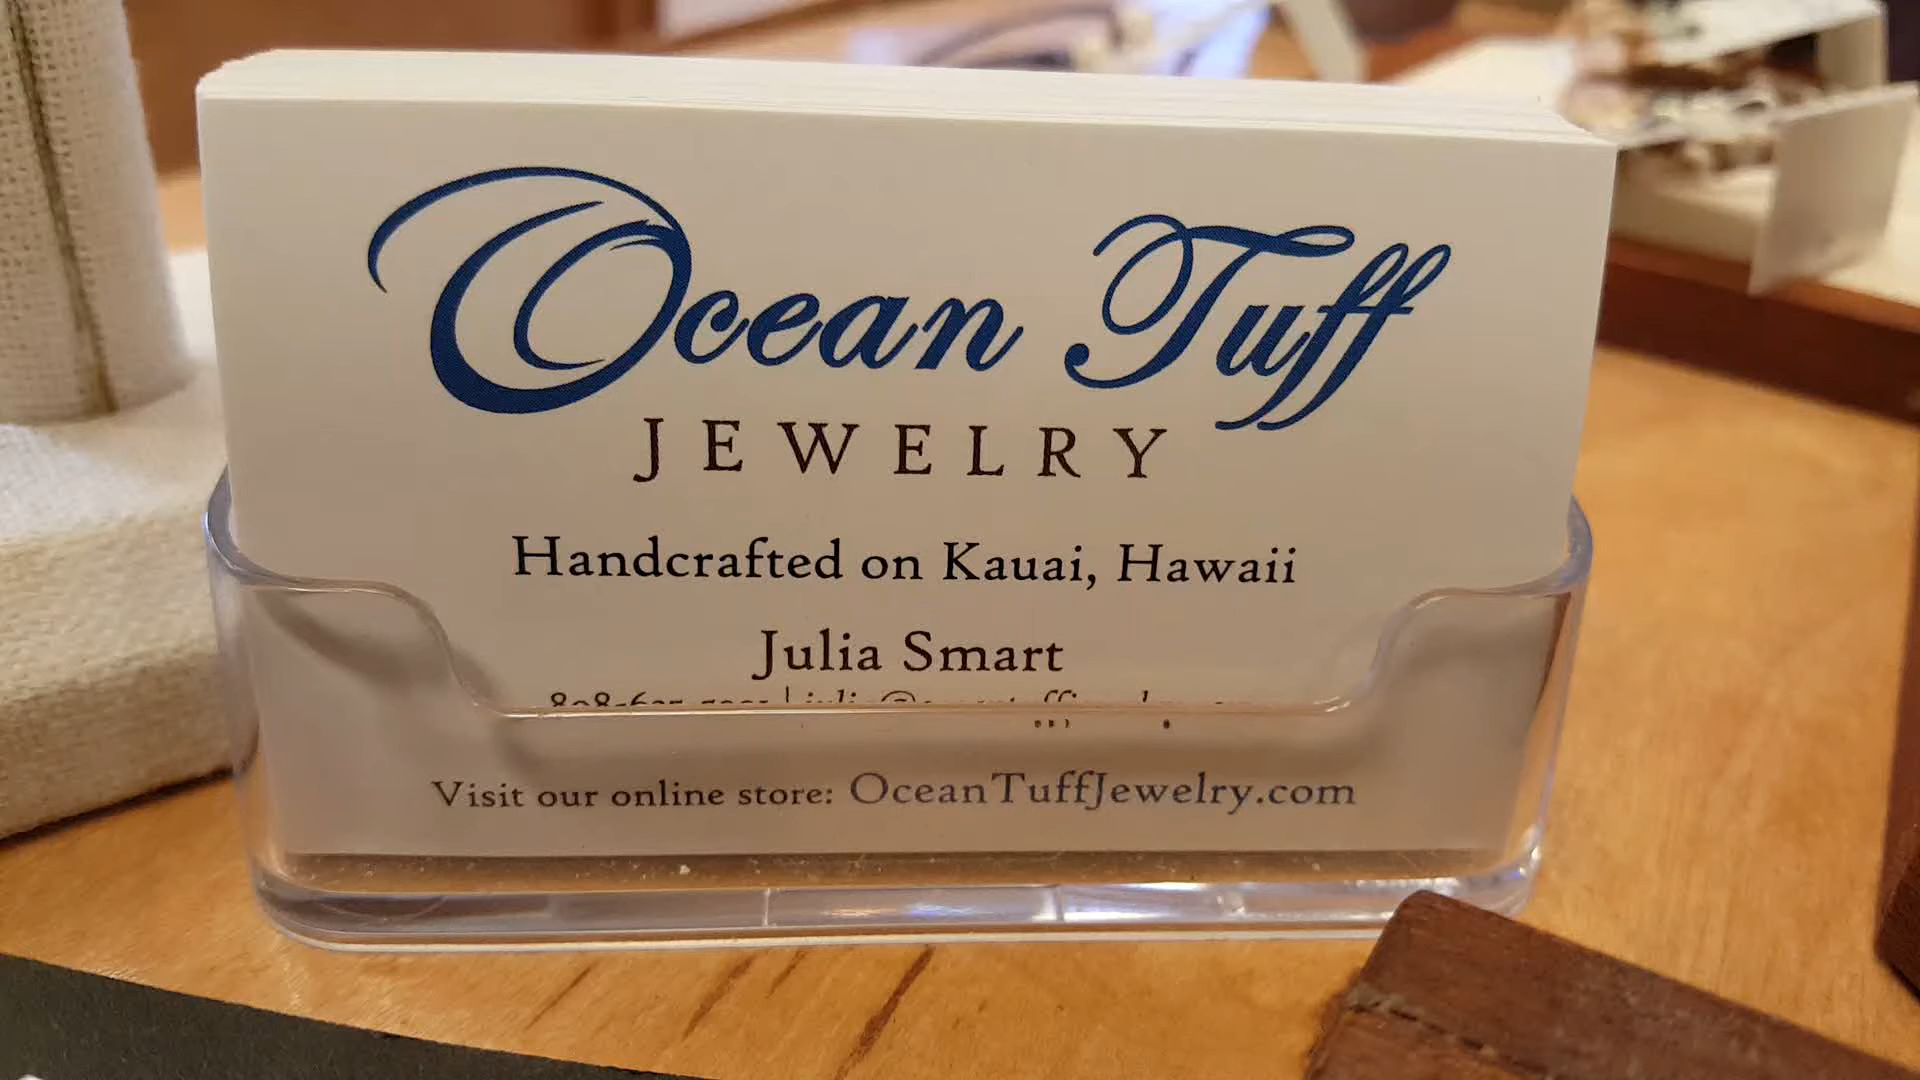 Ocean Tuff
JEWELRY
Handcrafted on Kauai, Hawaii
Julia Smart
Visit our online store: OceanTuffJewelry.com